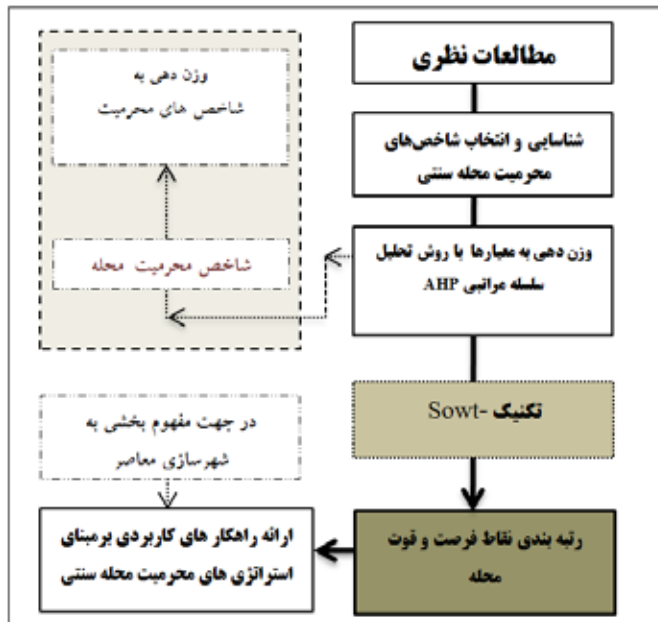 مطالعات نظری
شناسایی و انتخاب شاخص‌های
محرمیت محله سنتی
وزن دهی به معیارها با روش تحلیل
سلسله مراتبی AHP
وزن دهی به
شاخص های محرمیت
شاخص محرمیت محله
تکنیک -Sowt
در جهت مفهوم بخشی به
شهرسازی معاصر
رتبه بندی نقاط فرصت و قوت
محله
ارائه راهکار های کاربردی برمبنای
استراتژی های محرمیت محله سنتی